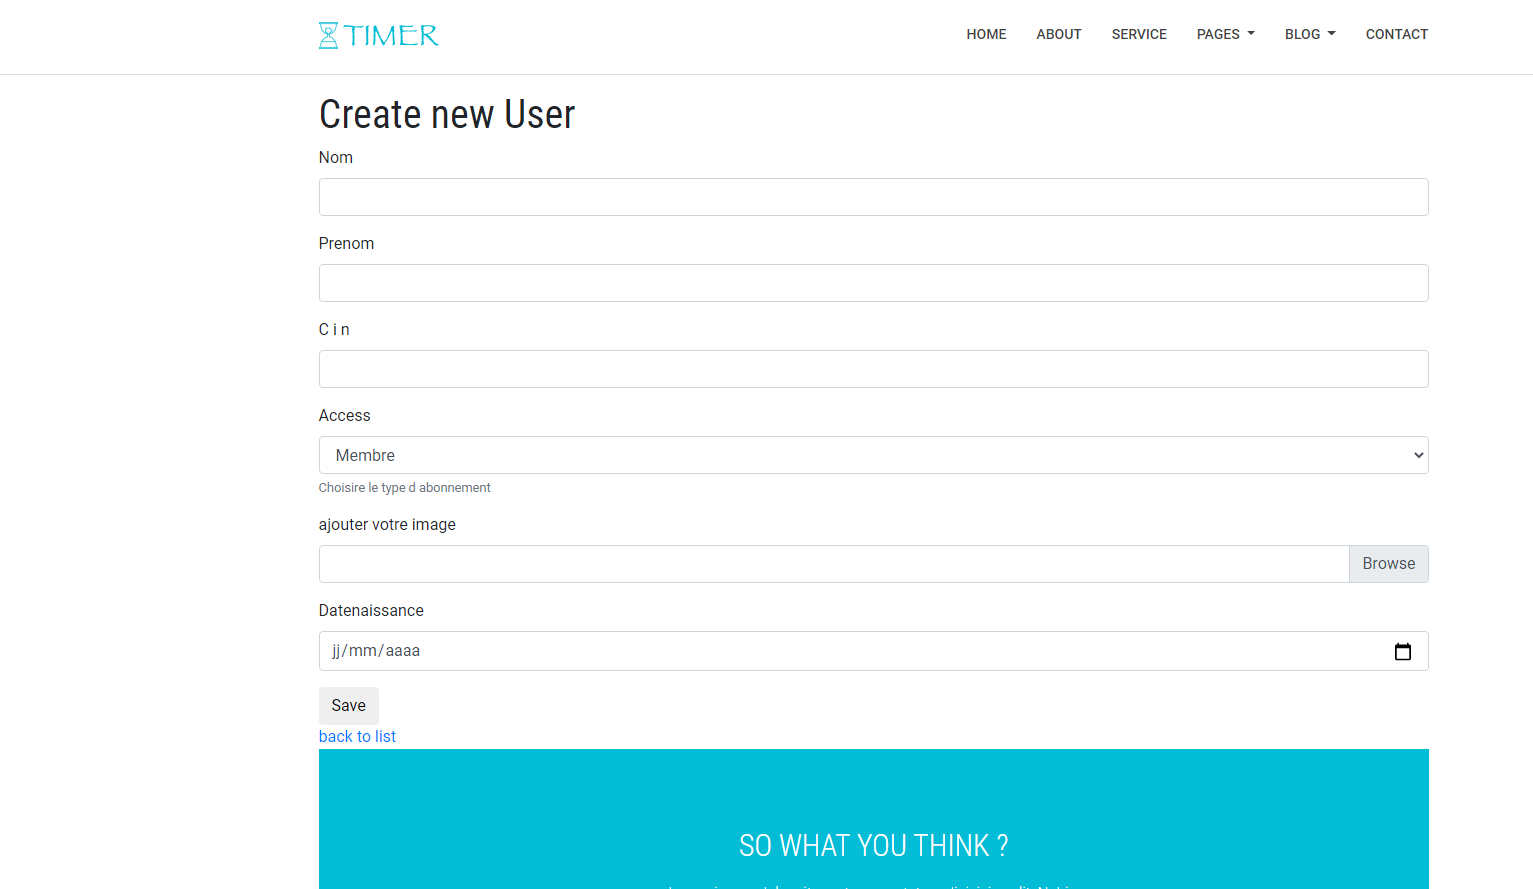 TIMER
HOME ABOUT SERVICE PAGES BLOG CONTACT
Create new User
Nom
Prenom
C i n
Access
Membre
Choisire le type d abonnement
ajouter votre image
Browse
Datenaissance
jj/mm/aaaa
Save
back to list
SO WHAT YOU THINK ?